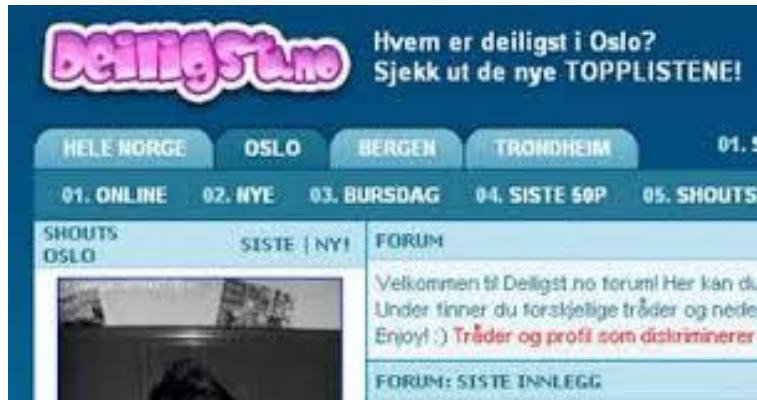 Deiligst.no
Hvem er deiligst i Oslo?
Sjekk ut de nye TOPPLISTENE!
HELE NORGE OSLO BERGEN TRONDHEIM 01. S
01. ONLINE 02. NYE 03. BURSDAG 04. SISTE 50P 05. SHOUTS
SHOUTS
OSLO
SISTE | NY!
FORUM
Velkommen til Deiligst.no forum! Her kan du
Under finner du forskjellige tråder og nede
Enjoy! :) Tråder og profil som diskriminerer
FORUM: SISTE INNLEGG